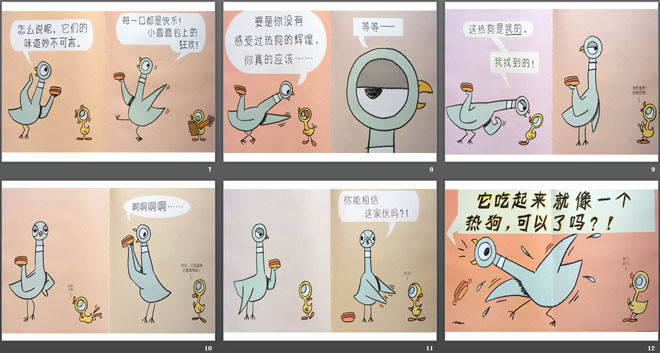 怎么说呢,它们的
味道妙不可言。
每一口都是快乐!
小圆面包上的
狂欢!
7
要是你没有
感受过热狗的辉煌,
你真的应该……
等等——
8
这热狗是我的。
我找到的!
9
10
啊啊啊啊……
你能相信
这家伙吗?!
11
它吃起来就像一个
热狗,可以了吗?!
12